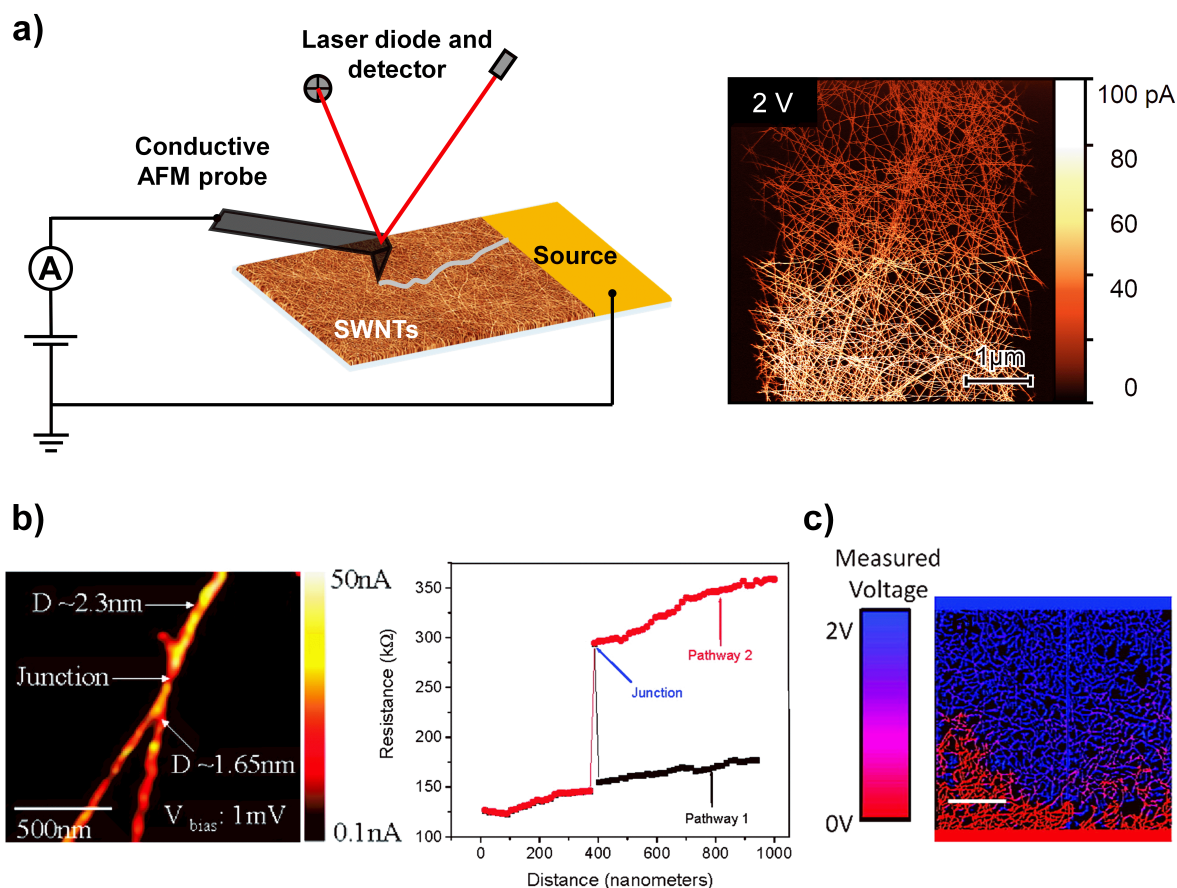 a)
Laser diode and
detector
Conductive
AFM probe
A
Source
SWNTs
2 V
100 pA
80
60
40
20
0
1μm
b)
D ~2.3nm
Junction
D ~1.65nm
500nm
V bias: 1mV
50nA
0.1nA
Resistance (kΩ)
350
300
250
200
150
100
Pathway 2
Junction
Pathway 1
0
200
400
600
800
1000
Distance (nanometers)
c)
Measured
Voltage
2V
0V